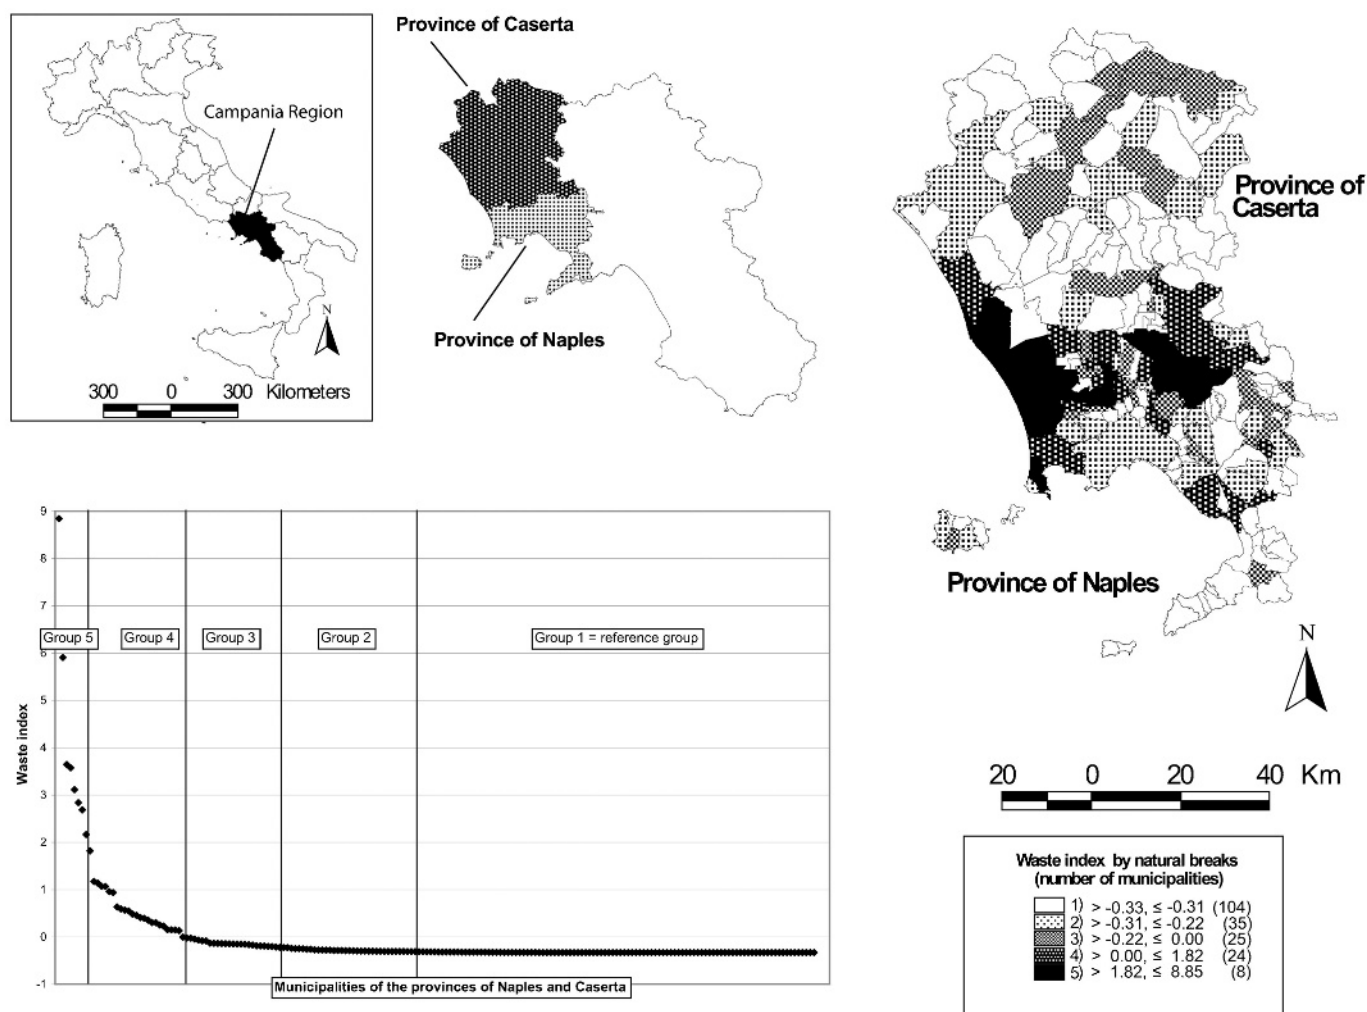 Campania Region
N
300 0 300 Kilometers
Province of Caserta
Province of Naples
Province of
Caserta
Province of Naples
N
20 0 20 40 Km
Waste index by natural breaks
(number of municipalities)
1) > -0.33, ≤ -0.31 (104)
2) > -0.31, ≤ -0.22 (35)
3) > -0.22, ≤ 0.00 (25)
4) > 0.00, ≤ 1.82 (24)
5) > 1.82, ≤ 8.85 (8)
9
8
7
6
5
4
3
2
1
0
-1
Waste index
Group 5
Group 4
Group 3
Group 2
Group 1 = reference group
Municipalities of the provinces of Naples and Caserta